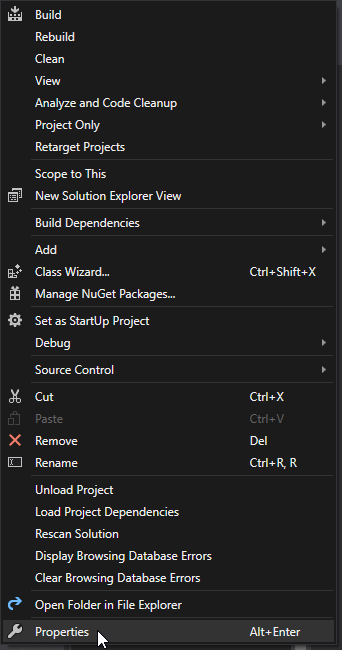 Build
Rebuild
Clean
View
Analyze and Code Cleanup
Project Only
Retarget Projects
Scope to This
New Solution Explorer View
Build Dependencies
Add
Class Wizard... Ctrl+Shift+X
Manage NuGet Packages...
Set as StartUp Project
Debug
Source Control
Cut Ctrl+X
Paste Ctrl+V
Remove Del
Rename Ctrl+R, R
Unload Project
Load Project Dependencies
Rescan Solution
Display Browsing Database Errors
Clear Browsing Database Errors
Open Folder in File Explorer
Properties Alt+Enter